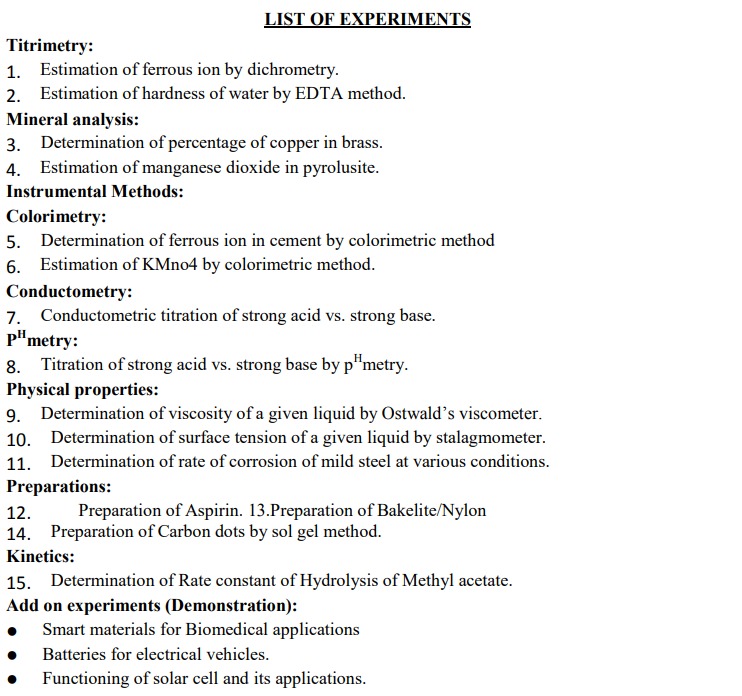 LIST OF EXPERIMENTS
Titrimetry:
1. Estimation of ferrous ion by dichrometry.
2. Estimation of hardness of water by EDTA method.
Mineral analysis:
3. Determination of percentage of copper in brass.
4. Estimation of manganese dioxide in pyrolusite.
Instrumental Methods:
Colorimetry:
5. Determination of ferrous ion in cement by colorimetric method
6. Estimation of KMno4 by colorimetric method.
Conductometry:
7. Conductometric titration of strong acid vs. strong base.
P^H metry:
8. Titration of strong acid vs. strong base by p^H metry.
Physical properties:
9. Determination of viscosity of a given liquid by Ostwald’s viscometer.
10. Determination of surface tension of a given liquid by stalagmometer.
11. Determination of rate of corrosion of mild steel at various conditions.
Preparations:
12. Preparation of Aspirin. 13.Preparation of Bakelite/Nylon
14. Preparation of Carbon dots by sol gel method.
Kinetics:
15. Determination of Rate constant of Hydrolysis of Methyl acetate.
Add on experiments (Demonstration):
● Smart materials for Biomedical applications
● Batteries for electrical vehicles.
● Functioning of solar cell and its applications.